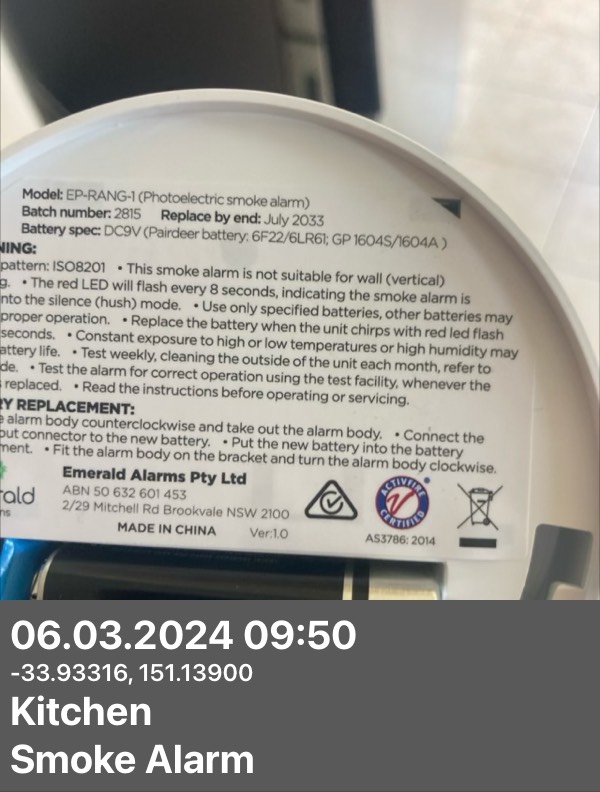 Model: EP-RANG-1 (Photoelectric smoke alarm)
Batch number: 2815 Replace by end: July 2033
Battery spec: DC9V (Pairdeer battery: 6F22/6LR61; GP 1604S/1604A )
NING:
pattern: ISO8201 • This smoke alarm is not suitable for wall (vertical)
g. • The red LED will flash every 8 seconds, indicating the smoke alarm is
nto the silence (hush) mode. • Use only specified batteries, other batteries may
proper operation. • Replace the battery when the unit chirps with red led flash
seconds. • Constant exposure to high or low temperatures or high humidity may
attery life. • Test weekly, cleaning the outside of the unit each month, refer to
de. • Test the alarm for correct operation using the test facility, whenever the
replaced. • Read the instructions before operating or servicing.
RY REPLACEMENT:
e alarm body counterclockwise and take out the alarm body. • Connect the
out connector to the new battery. • Put the new battery into the battery
ment. • Fit the alarm body on the bracket and turn the alarm body clockwise.
rald
ns
Emerald Alarms Pty Ltd
ABN 50 632 601 453
2/29 Mitchell Rd Brookvale NSW 2100
MADE IN CHINA Ver:1.0
ACTIVFIRE
CERTIFIED
AS3786: 2014
06.03.2024 09:50
-33.93316, 151.13900
Kitchen
Smoke Alarm